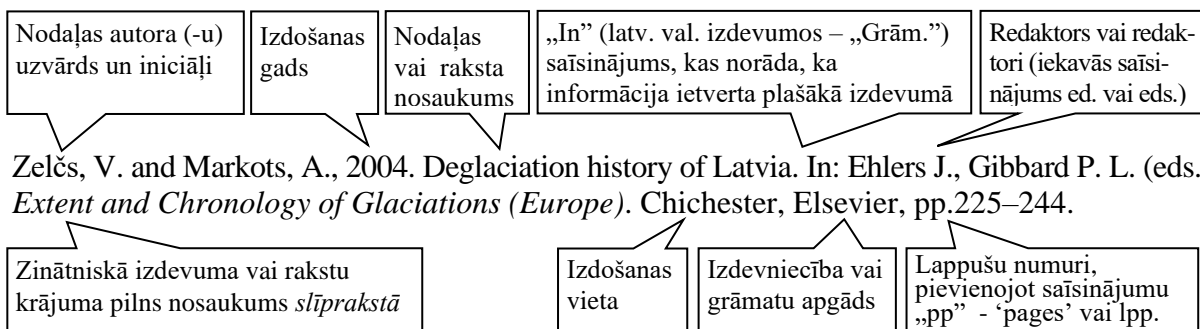 Nodaļas autora (-u)
uzvārds un iniciāļi
Izdošanas
gads
Nodaļas
vai raksta
nosaukums
„In” (latv. val. izdevumos – „Grām.”)
saīsinājums, kas norāda, ka
informācija ietverta plašākā izdevumā
Redaktors vai redak-
tori (iekavās saīsi-
nājums ed. vai eds.)
Zelčs, V. and Markots, A., 2004. Deglaciation history of Latvia. In: Ehlers J., Gibbard P. L. (eds.
Extent and Chronology of Glaciations (Europe). Chichester, Elsevier, pp.225–244.
Zinātniskā izdevuma vai rakstu
krājuma pilns nosaukums slīprakstā
Izdošanas
vieta
Izdevniecība vai
grāmatu apgāds
Lappušu numuri,
pievienojot saīsinājumu
„pp” - ‘pages’ vai lpp.